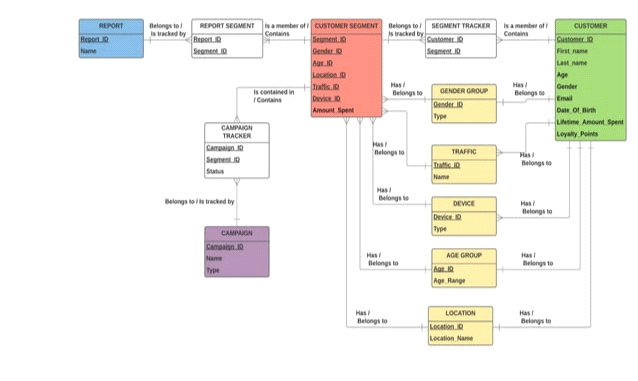 REPORT
Report_ID
Name
Belongs to /
Is tracked by
REPORT SEGMENT
Report_ID
Segment_ID
Is a member of /
Contains
CUSTOMER SEGMENT
Segment_ID
Gender_ID
Age_ID
Location_ID
Traffic_ID
Device_ID
Amount_Spent
Belongs to /
Is tracked by
SEGMENT TRACKER
Customer_ID
Segment_ID
Is a member of /
Contains
CUSTOMER
Customer_ID
First_name
Last_name
Age
Gender
Email
Date_Of_Birth
Lifetime_Amount_Spent
Loyalty_Points
Is contained in
/ Contains
CAMPAIGN
TRACKER
Campaign_ID
Segment_ID
Status
Belongs to / Is tracked by
CAMPAIGN
Campaign_ID
Name
Type
Has /
Belongs to
GENDER GROUP
Gender_ID
Type
Has /
Belongs to
Has /
Belongs to
TRAFFIC
Traffic_ID
Name
Has /
Belongs to
Has /
Belongs to
DEVICE
Device_ID
Type
Has /
Belongs to
Has /
Belongs to
AGE GROUP
Age_ID
Age_Range
Has /
Belongs to
Has /
Belongs to
LOCATION
Location_ID
Location_Name
Has /
Belongs to